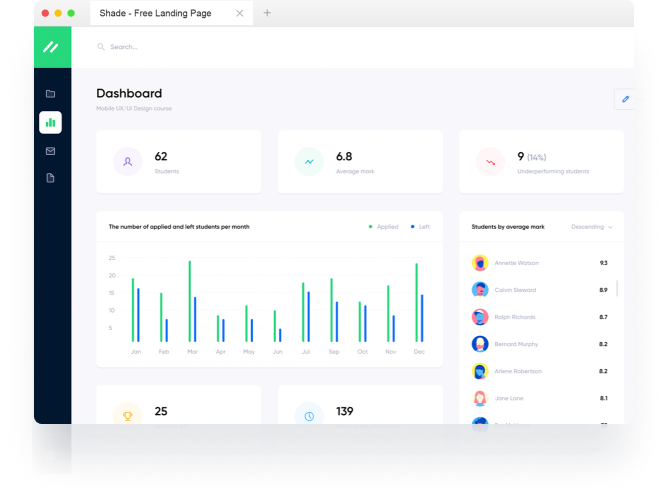 Shade - Free Landing Page
Search...
Dashboard
Mobile UX/UI Design course
62
Students
6.8
Average mark
9 (14%)
Underperforming students
The number of applied and left students per month
Applied
Left
25
20
15
10
5
Jan Feb Mar Apr May Jun Jul Sep Oct Nov Dec
Students by average mark
Descending
Annette Watson 9.3
Calvin Steward 8.9
Ralph Richards 8.7
Bernard Murphy 8.2
Arlene Robertson 8.2
Jane Lane 8.1
25
139